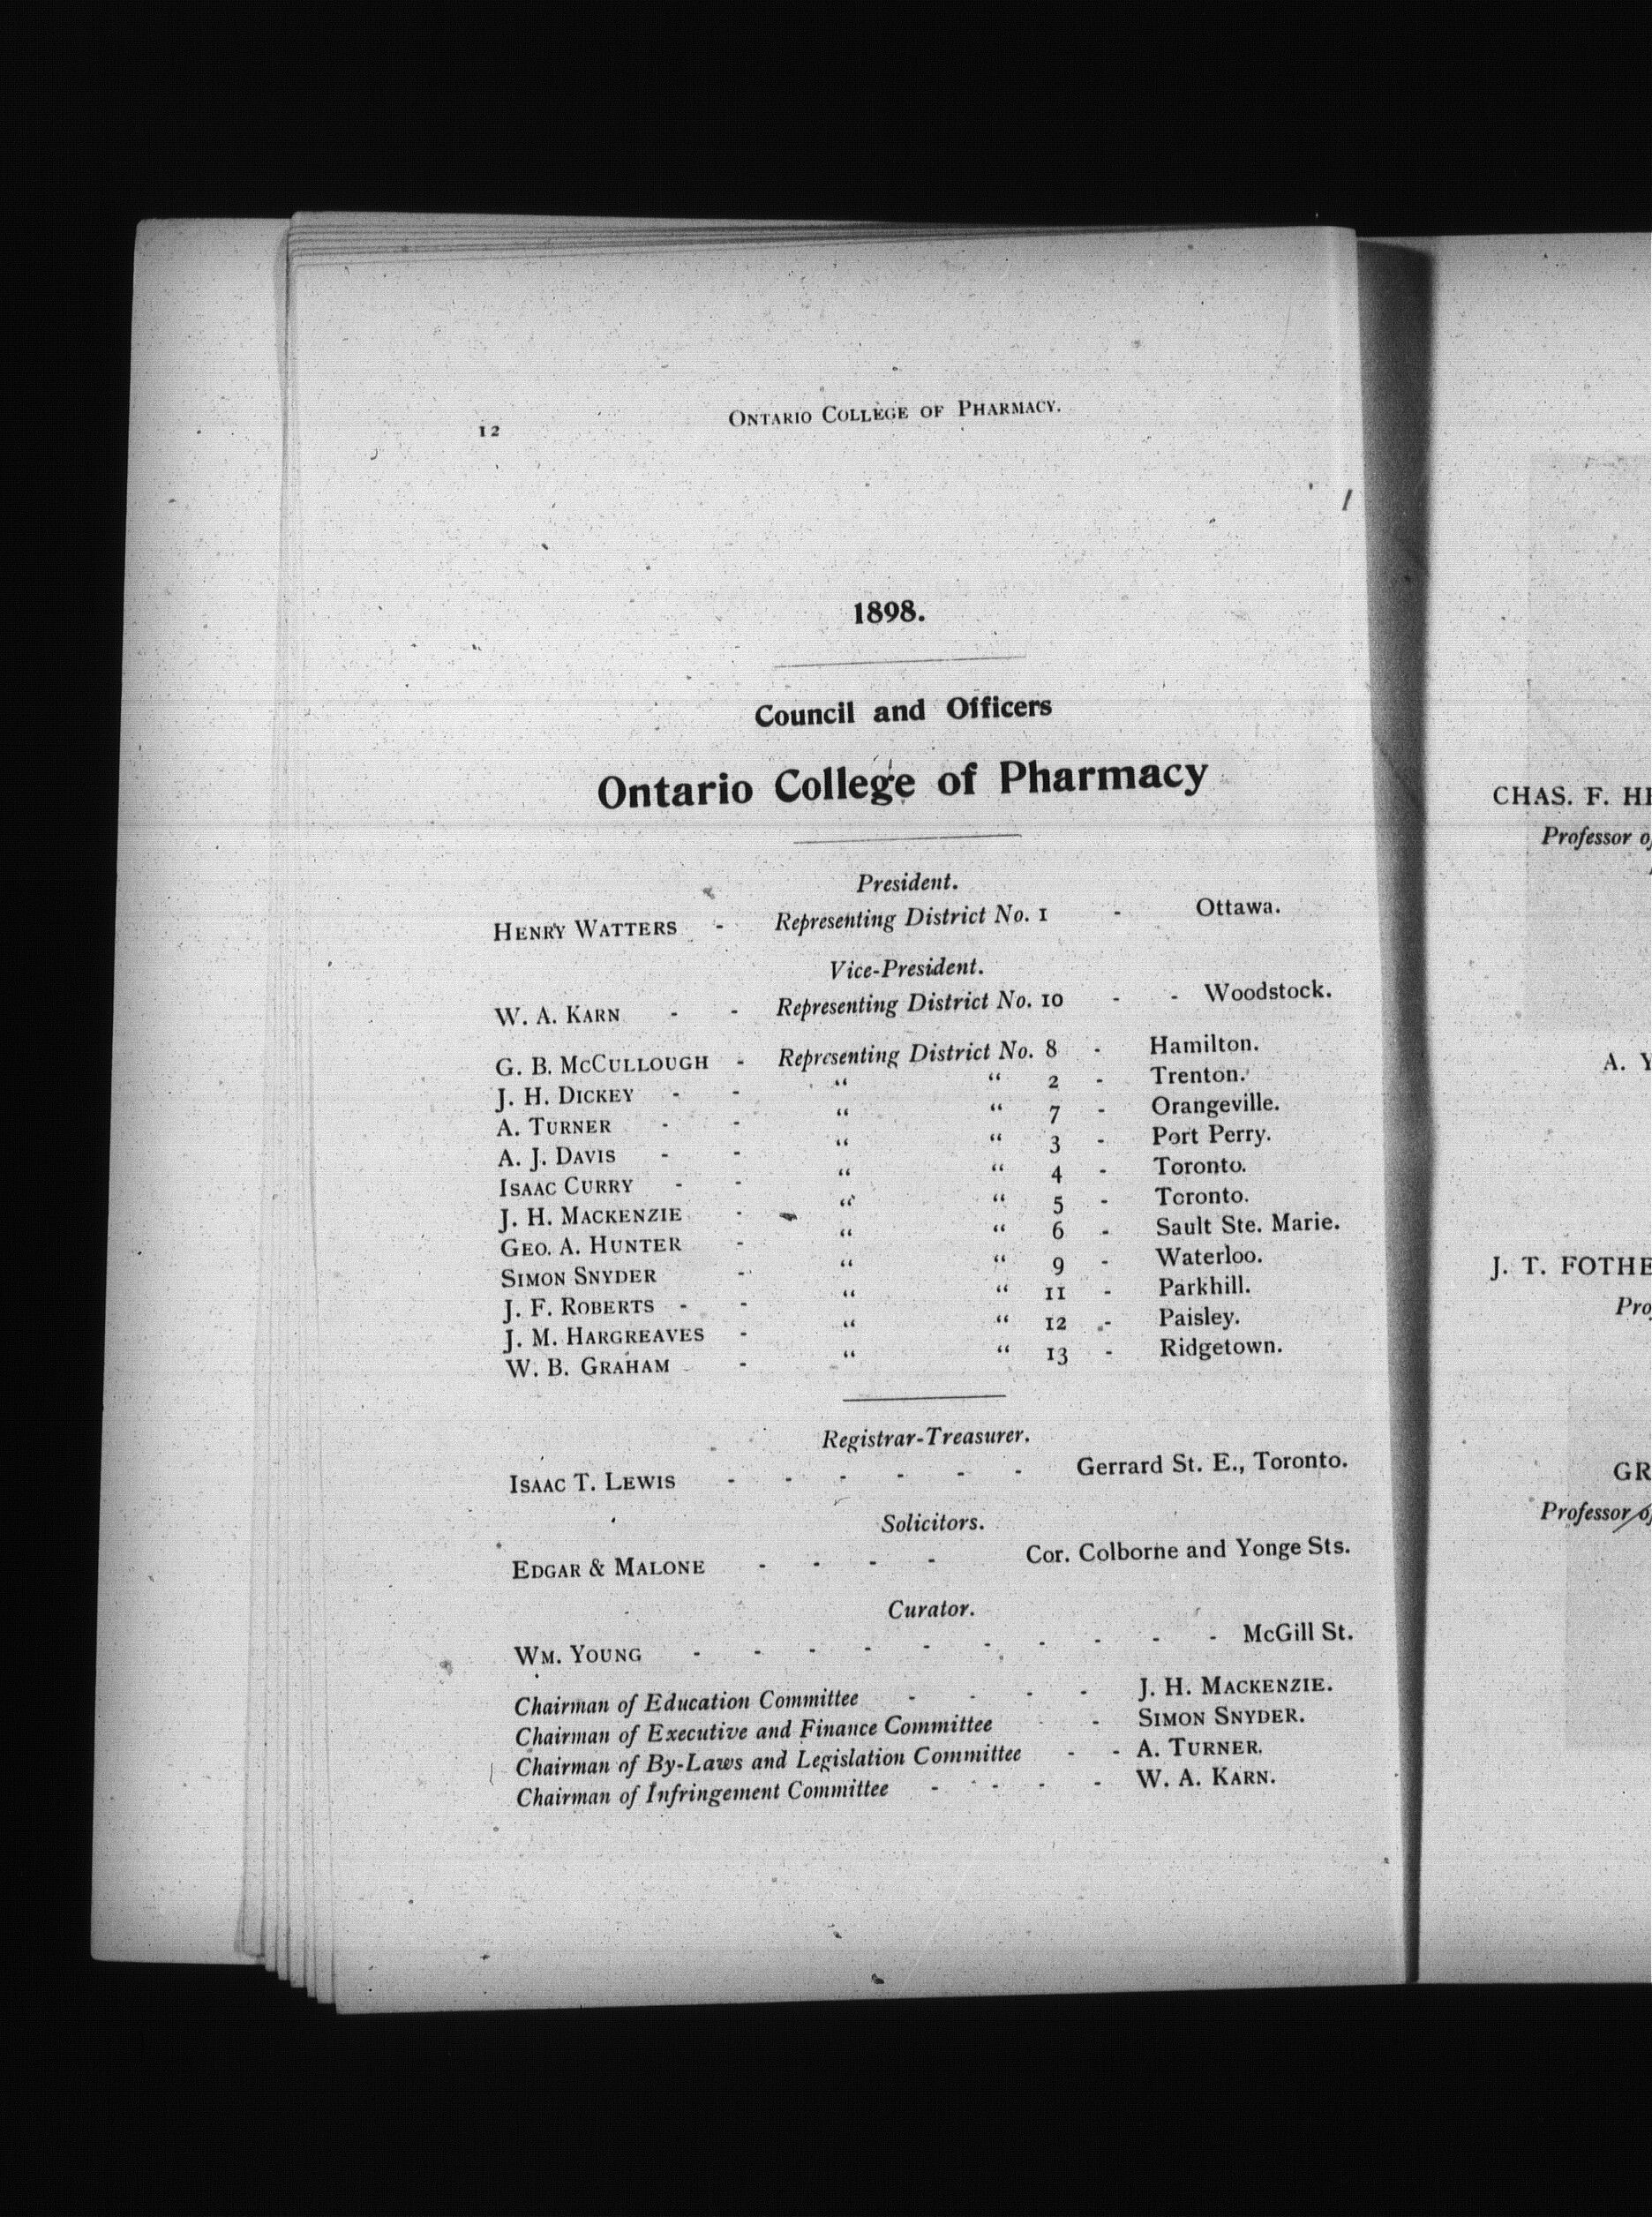 12 ONTARIO COLLEGE OF PHARMACY.
1898.
Council and Officers
Ontario College of Pharmacy
President.
HENRY WATTERS - Representing District No. 1 - Ottawa.
Vice-President.
W. A. KARN - - Representing District No. 10 - - Woodstock.
G. B. MCCULLOUGH - Representing District No. 8 - Hamilton.
J. H. DICKEY - - “ “ 2 - Trenton.
A. TURNER - - “ “ 7 - Orangeville.
A. J. DAVIS - - “ “ 3 - Port Perry.
ISAAC CURRY - - “ “ 4 - Toronto.
J. H. MACKENZIE - “ “ 5 - Toronto.
GEO. A. HUNTER - “ “ 6 - Sault Ste. Marie.
SIMON SNYDER - “ “ 9 - Waterloo.
J. F. ROBERTS - - “ “ 11 - Parkhill.
J. M. HARGREAVES - “ “ 12 - Paisley.
W. B. GRAHAM - “ “ 13 - Ridgetown.
Registrar-Treasurer.
ISAAC T. LEWIS - - - - - - Gerrard St. E., Toronto.
Solicitors.
EDGAR & MALONE - - - - Cor. Colborne and Yonge Sts.
Curator.
WM. YOUNG - - - - - - - - - - McGill St.
Chairman of Education Committee - - - - J. H. MACKENZIE.
Chairman of Executive and Finance Committee - - SIMON SNYDER.
Chairman of By-Laws and Legislation Committee - - A. TURNER.
Chairman of Infringement Committee - - - - W. A. KARN.
CHAS. F.
Professor
A.
J. T.
Professor